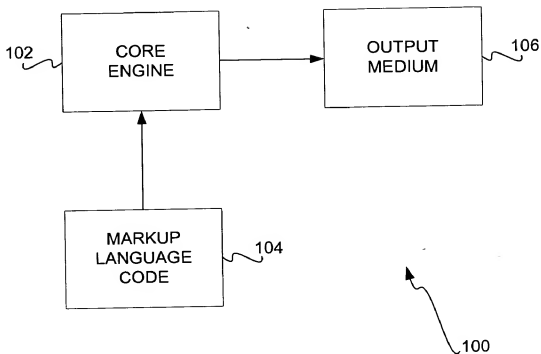 102
CORE
ENGINE
OUTPUT
MEDIUM
106
MARKUP
LANGUAGE
CODE
104
100